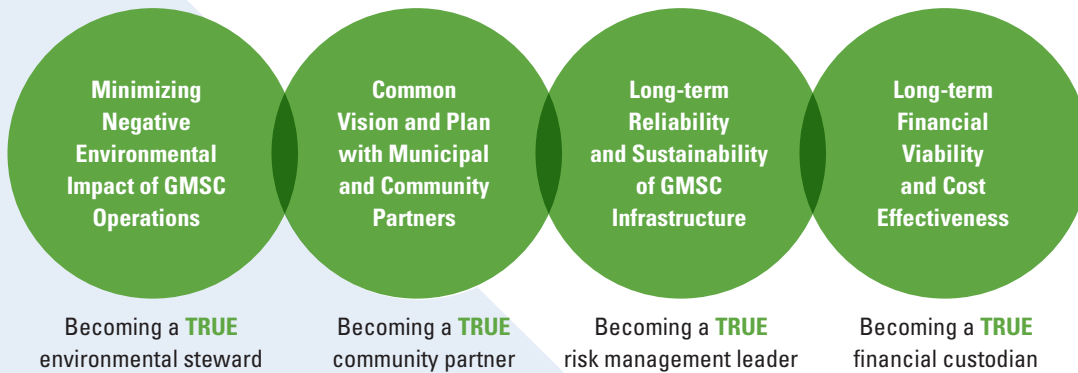 Minimizing
Negative
Environmental
Impact of GMSC
Operations
Common
Vision and Plan
with Municipal
and Community
Partners
Long-term
Reliability
and Sustainability
of GMSC
Infrastructure
Long-term
Financial
Viability
and Cost
Effectiveness
Becoming a TRUE
environmental steward
Becoming a TRUE
community partner
Becoming a TRUE
risk management leader
Becoming a TRUE
financial custodian